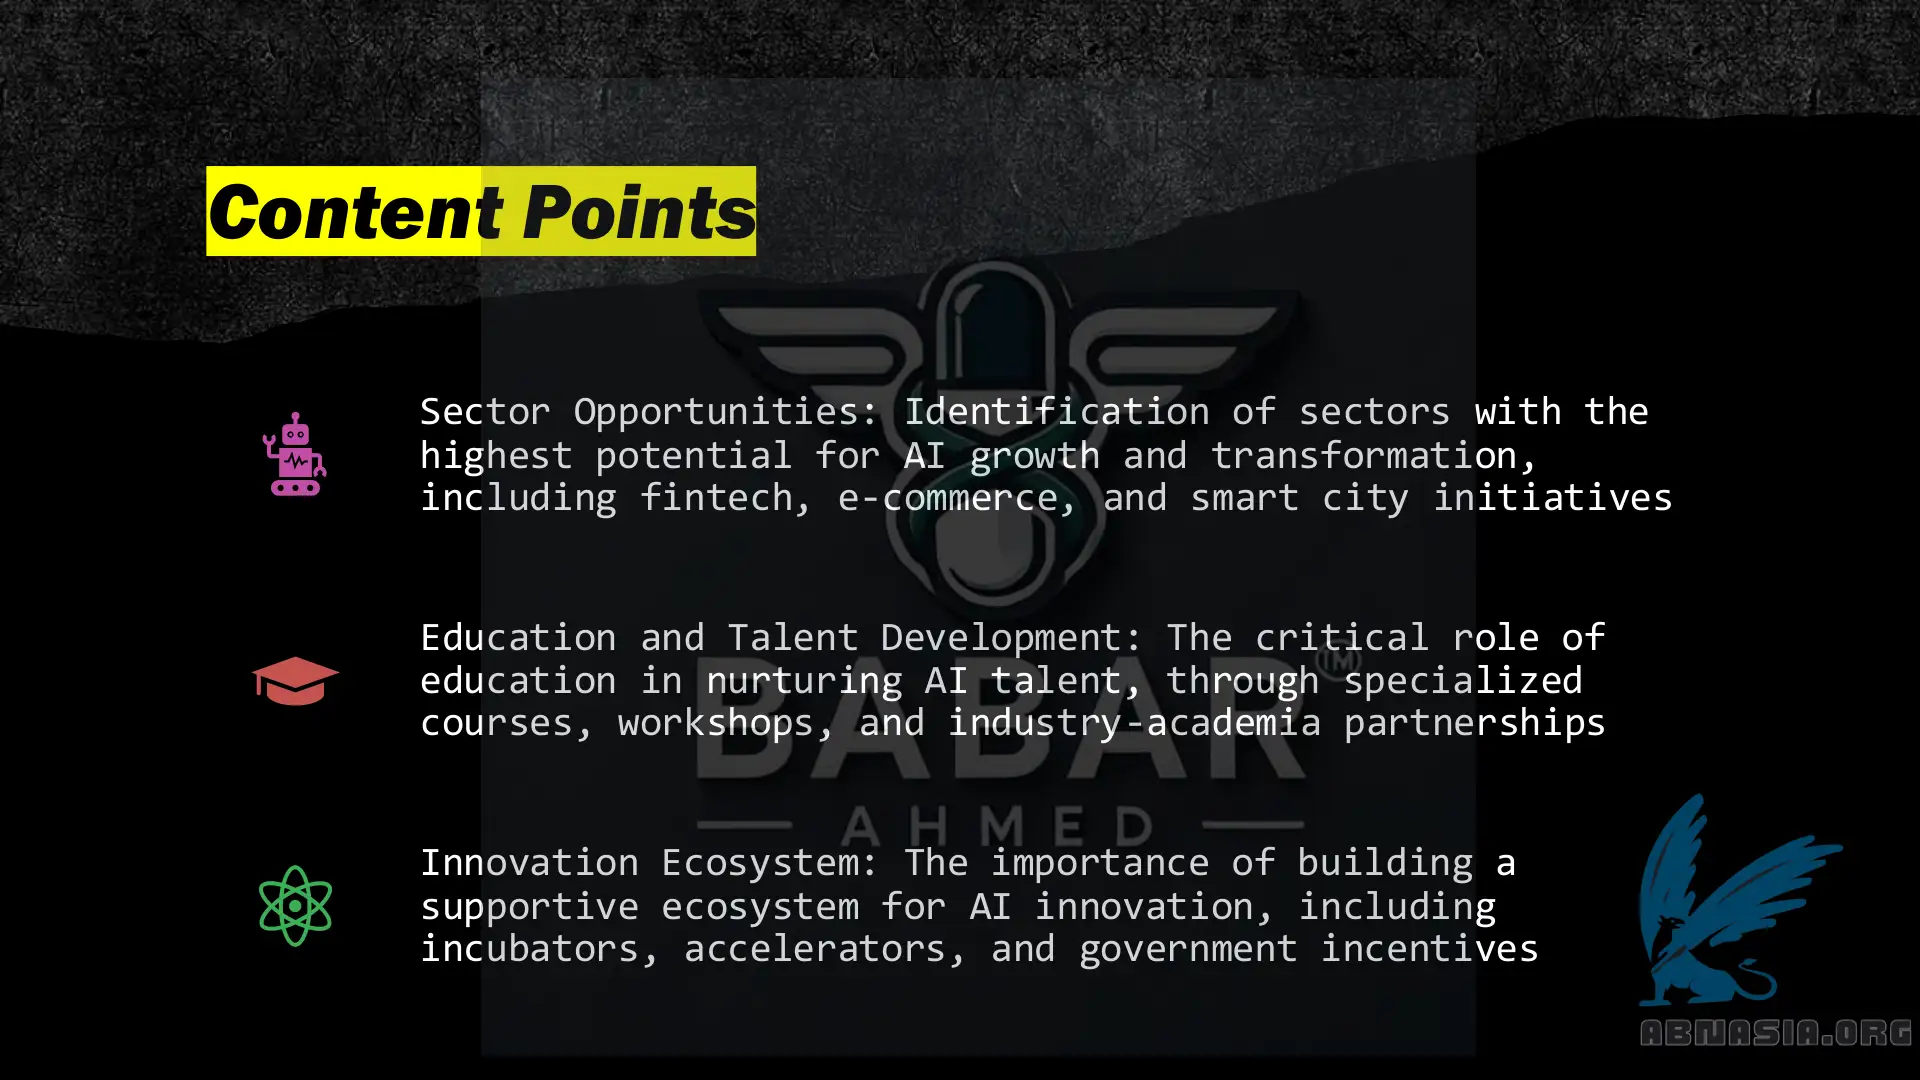 Content Points
Sector Opportunities: Identification of sectors with the
highest potential for AI growth and transformation,
including fintech, e-commerce, and smart city initiatives
Education and Talent Development: The critical role of
education in nurturing AI talent, through specialized
courses, workshops, and industry-academia partnerships
Innovation Ecosystem: The importance of building a
supportive ecosystem for AI innovation, including
incubators, accelerators, and government incentives
BABAR™
AHMED
ABNASIA.ORG